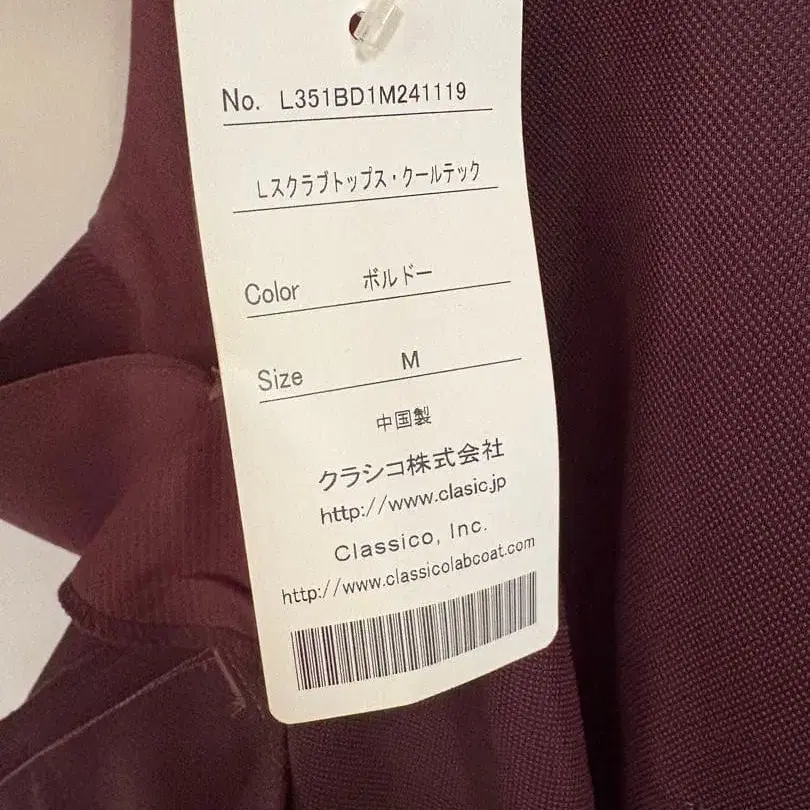 No. L351BD1M241119
Lスクラブトップス・クールテック
Color ボルドー
Size M
中国製
クラシコ株式会社
http://www.clasic.jp
Classico, Inc.
http://www.classicolabcoat.com